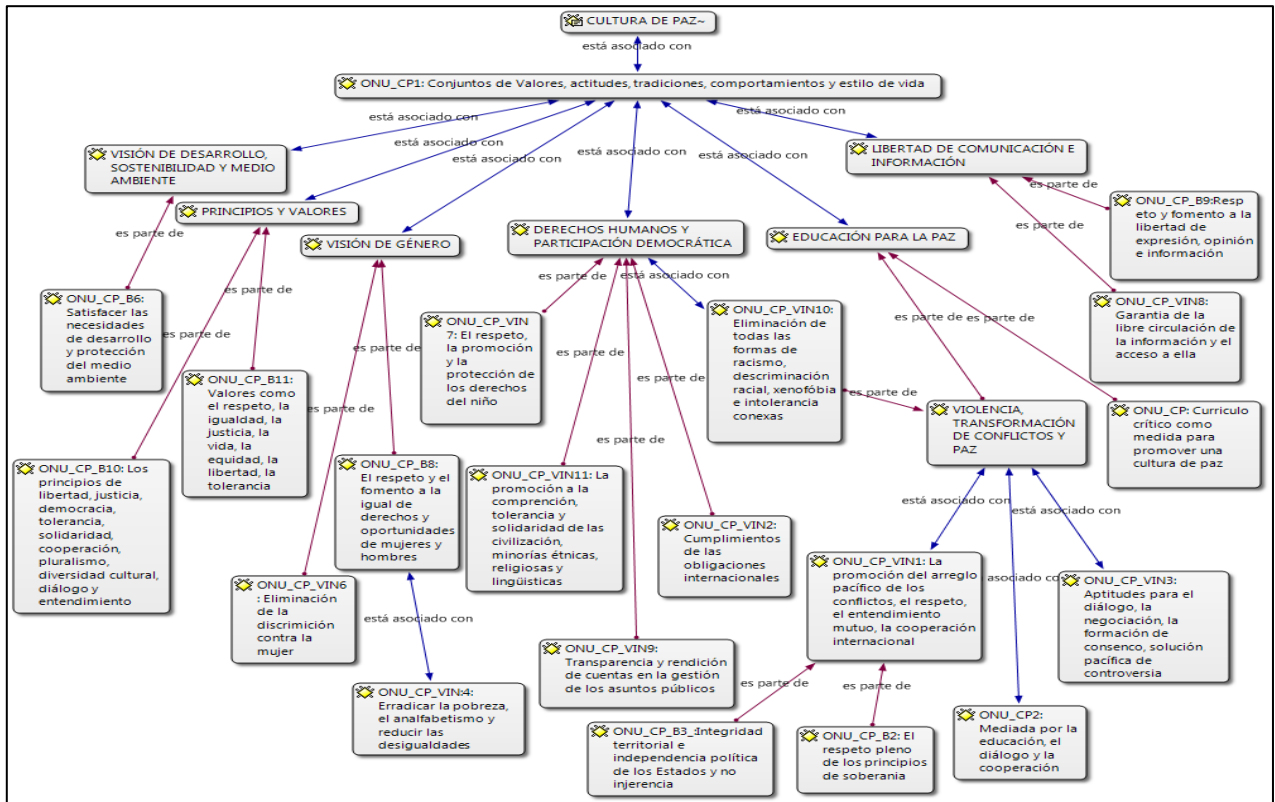 CULTURA DE PAZ~
está asociado con
ONU_CP1: Conjuntos de Valores, actitudes, tradiciones, comportamientos y estilo de vida
está asociado con
está asociado con
está asociado con
está asociado con
está asociado con
está asociado con
VISIÓN DE DESARROLLO,
SOSTENIBILIDAD Y MEDIO
AMBIENTE
LIBERTAD DE COMUNICACIÓN E
INFORMACIÓN
PRINCIPIOS Y VALORES
VISIÓN DE GÉNERO
DERECHOS HUMANOS Y
PARTICIPACIÓN DEMOCRÁTICA
EDUCACIÓN PARA LA PAZ
es parte de
ONU_CP_B9:Resp
eto y fomento a la
libertad de
expresión, opinión
e información
es parte de
es parte de
es parte de
está asociado con
es parte de
ONU_CP_B6:
Satisfacer las
necesidades
de desarrollo
y protección
del medio
ambiente
es parte de
es parte de
ONU_CP_VIN
7: El respeto,
la promoción
y la
protección de
los derechos
del niño
es parte de
ONU_CP_VIN10:
Eliminación de
todas las
formas de
racismo,
descriminación
racial, xenofóbia
e intolerancia
conexas
es parte de
es parte de
ONU_CP_VIN8:
Garantia de la
libre circulación de
la información y el
acceso a ella
ONU_CP_B11:
Valores como
el respeto, la
igualdad, la
justicia, la
vida, la
equidad, la
libertad, la
tolerancia
es parte de
es parte de
es parte de
VIOLENCIA,
TRANSFORMACIÓN
DE CONFLICTOS Y
PAZ
ONU_CP: Curriculo
crítico como
medida para
promover una
cultura de paz
ONU_CP_B10: Los
principios de
libertad, justicia,
democracia,
tolerancia,
solidaridad,
cooperación,
pluralismo,
diversidad cultural,
diálogo y
entendimiento
ONU_CP_B8:
El respeto y el
fomento a la
igual de
derechos y
oportunidades
de mujeres y
hombres
ONU_CP_VIN11: La
promoción a la
comprención,
tolerancia y
solidaridad de las
civilización,
minorías étnicas,
religiosas y
lingüisticas
ONU_CP_VIN2:
Cumplimientos
de las
obligaciones
internacionales
está asociado con
está asociado con
asociado co
ONU_CP_VIN6
: Eliminación
de la
discrimición
contra la
mujer
está asociado con
ONU_CP_VIN1: La
promoción del arreglo
pacífico de los
conflictos, el respeto,
el entendimiento
mutuo, la cooperación
internacional
ONU_CP_VIN3:
Aptitudes para el
diálogo, la
negociación, la
formación de
consenco, solución
pacífica de
controversia
ONU_CP_VIN9:
Transparencia y rendición
de cuentas en la gestión
de los asuntos públicos
es parte de
es parte de
ONU_CP_VIN:4:
Erradicar la pobreza,
el analfabetismo y
reducir las
desigualdades
ONU_CP_B3_:Integridad
territorial e
independencia política
de los Estados y no
injerencia
ONU_CP_B2: El
respeto pleno de
los principios de
soberania
ONU_CP2:
Mediada por la
educación, el
diálogo y la
cooperación